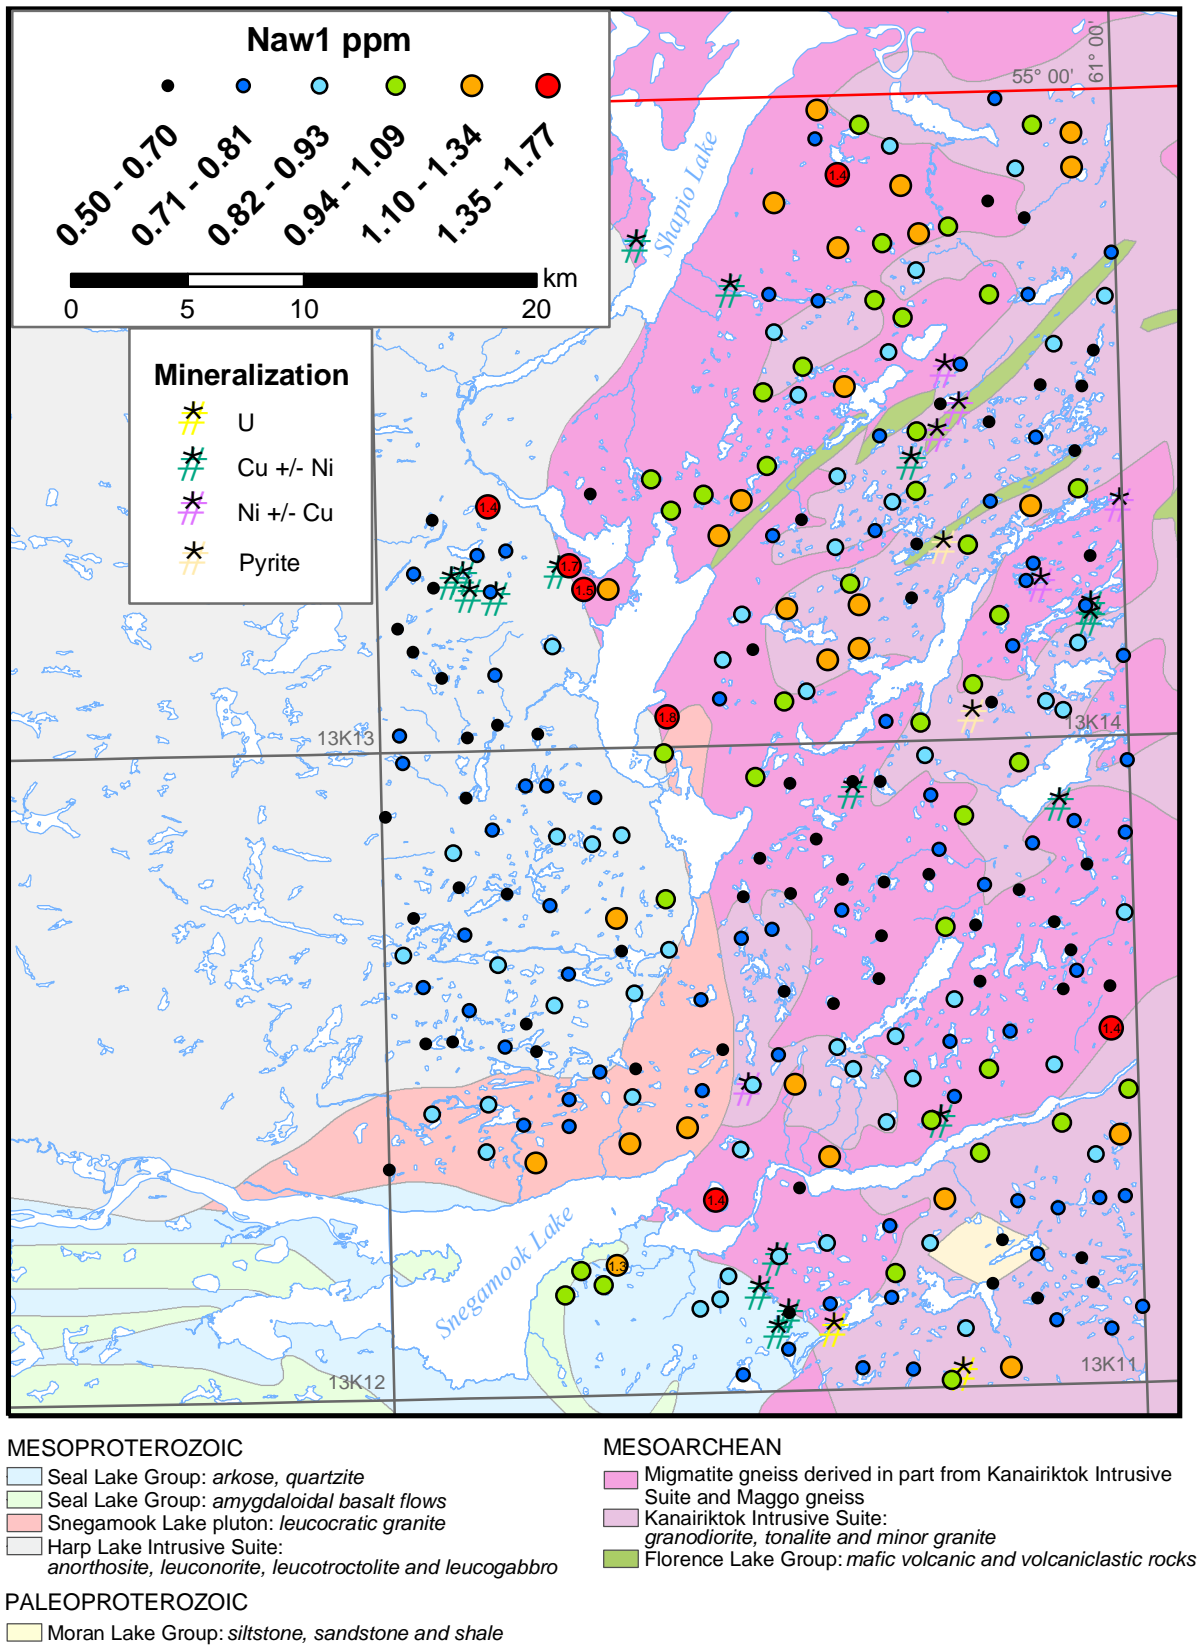 Naw1 ppm
0.50 - 0.70
0.71 - 0.81
0.82 - 0.93
0.94 - 1.09
1.10 - 1.34
1.35 - 1.77
km
0 5 10 20
Mineralization
U
Cu +/- Ni
Ni +/- Cu
Pyrite
55° 00'
61° 00'
Shapio Lake
1.4
1.4
1.7
1.5
1.8
13K13
13K14
1.4
1.4
Snegamook Lake
1.3
13K12
13K11
MESOPROTEROZOIC
Seal Lake Group: arkose, quartzite
Seal Lake Group: amygdaloidal basalt flows
Snegamook Lake pluton: leucocratic granite
Harp Lake Intrusive Suite:
anorthosite, leuconorite, leucotroctolite and leucogabbro
PALEOPROTEROZOIC
Moran Lake Group: siltstone, sandstone and shale
MESOARCHEAN
Migmatite gneiss derived in part from Kanairiktok Intrusive
Suite and Maggo gneiss
Kanairiktok Intrusive Suite:
granodiorite, tonalite and minor granite
Florence Lake Group: mafic volcanic and volcaniclastic rocks